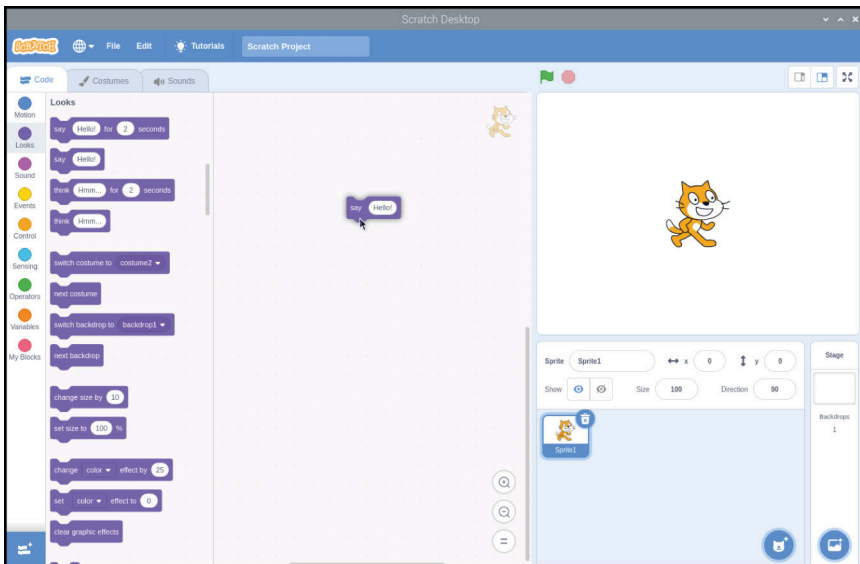 Scratch Desktop
SCRATCH File Edit Tutorials Scratch Project
Code Costumes Sounds
Motion
Looks
Sound
Events
Control
Sensing
Operators
Variables
My Blocks
Looks
say Hello! for 2 seconds
say Hello!
think Hmm... for 2 seconds
think Hmm...
switch costume to costume2
next costume
switch backdrop to backdrop1
next backdrop
change size by 10
set size to 100 %
change color effect by 25
set color effect to 0
clear graphic effects
say Hello!
Sprite Sprite1 x 0 y 0
Show Size 100 Direction 90
Sprite1
Stage
Backdrops
1